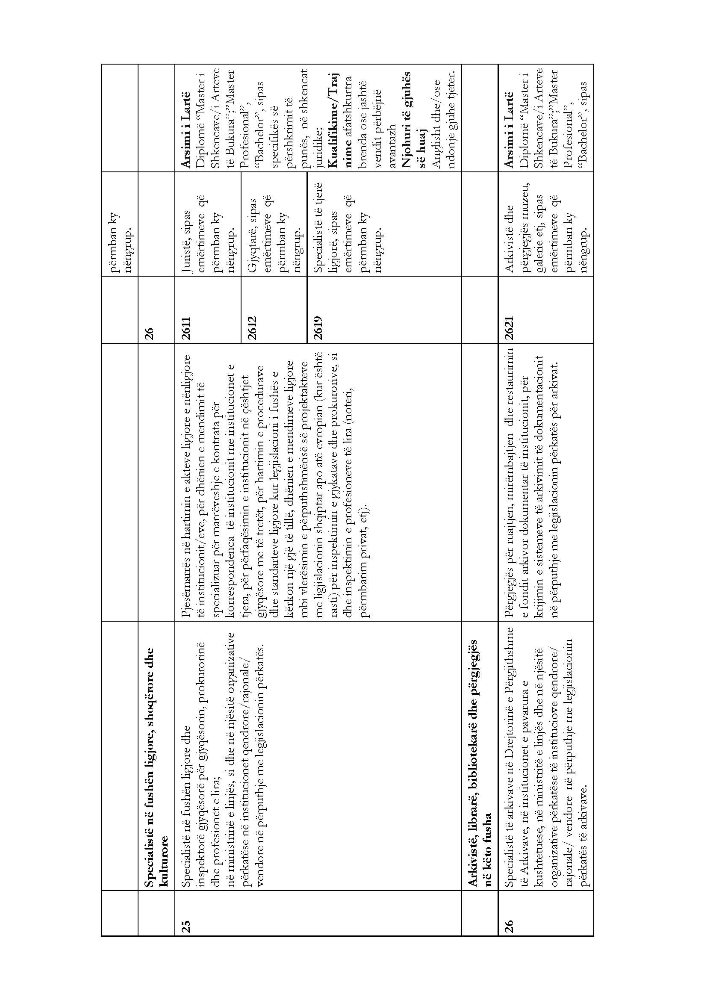 përmban ky
nëngrup.
Specialistë në fushën ligjore, shoqërore dhe
kulturore
26
25
Specialistë në fushën ligjore dhe
inspektorë gjyqësorë për gjyqësorin, prokurorinë
dhe profesionet e lira;
në ministrinë e linjës, si dhe në njësitë organizative
përkatëse në institucionet qendrore/rajonale/
vendore në përputhje me legjislacionin përkatës.
Pjesëmarrës në hartimin e akteve ligjore e nënligjore
të institucionit/eve, për dhënien e mendimit të
specializuar për marrëveshje e kontrata për
korrespondenca të institucionit me institucionet e
tjera, për përfaqësimin e institucionit në çështjet
gjyqësore me të tretët, për hartimin e procedurave
dhe standarteve ligjore kur legjislacioni i fushës e
kërkon një gjë të tillë, dhënien e mendimeve ligjore
mbi vlerësimin e përputhshmërisë së projektakteve
me ligjislacionin shqiptar apo atë evropian (kur është
rasti) për inspektimin e gjykatave dhe prokurorive, si
dhe inspektimin e profesioneve të lira (noteri,
përmbarim privat, etj).
2611
Juristë, sipas
emërtimeve që
përmban ky
nëngrup.
2612
Gjyqtarë, sipas
emërtimeve që
përmban ky
nëngrup.
2619
Specialistë të tjerë
ligjorë, sipas
emërtimeve që
përmban ky
nëngrup.
Arsimi i Lartë
Diplomë “Master i
Shkencave/i Arteve
të Bukura”;”Master
Profesional”,
“Bachelor”, sipas
specifikës së
përshkrimit të
punës, në shkencat
juridike;
Kualifikime/Traj
nime afatshkurtra
brenda ose jashtë
vendit përbëjnë
avantazh
Njohuri të gjuhës
së huaj
Anglisht dhe/ose
ndonje gjuhe tjeter.
Arkivistë, librarë, bibliotekarë dhe përgjegjës
në këto fusha
26
Specialistë të arkivave në Drejtorinë e Përgjithshme
të Arkivave, në institucionet e pavarura e
kushtetuese, në ministritë e linjës dhe në njësitë
organizative përkatëse të instituciove qendrore/
rajonale/ vendore në përputhje me legjislacionin
përkatës të arkivave.
Përgjegjës për ruajtjen, mirëmbajtjen dhe restaurimin
e fondit arkivor dokumentar të institucionit, për
krijimin e sistemeve të arkivimit të dokumentacionit
në përputhje me legjislacionin përkatës për arkivat.
2621
Arkivistë dhe
përgjegjës muzeu,
galerie etj, sipas
emërtimeve që
përmban ky
nëngrup.
Arsimi i Lartë
Diplomë “Master i
Shkencave/i Arteve
të Bukura”;”Master
Profesional”,
“Bachelor”, sipas